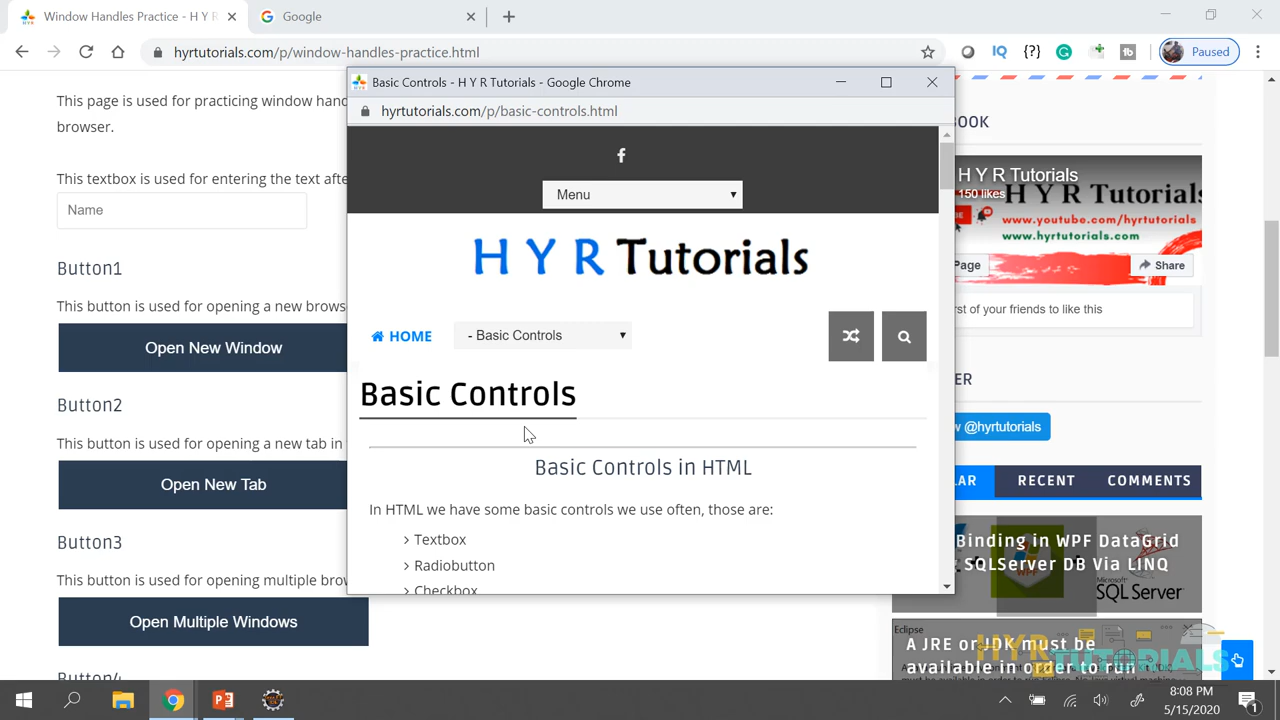 Window Handles Practice - H Y R
Google
hyrtutorials.com/p/window-handles-practice.html
Paused
This page is used for practicing window hand
browser.
This textbox is used for entering the text afte
Name
Button1
This button is used for opening a new brows
Open New Window
Button2
This button is used for opening a new tab in
Open New Tab
Button3
This button is used for opening multiple brow
Open Multiple Windows
Button4
Basic Controls - H Y R Tutorials - Google Chrome
hyrtutorials.com/p/basic-controls.html
Menu
H Y R Tutorials
HOME
- Basic Controls
Basic Controls
Basic Controls in HTML
In HTML we have some basic controls we use often, those are:
Textbox
Radiobutton
Checkbox
BOOK
H Y R Tutorials
150 likes
H Y R Tutorials
www.youtube.com/hyrtutorials
www.hyrtutorials.com
Page
Share
rst of your friends to like this
ER
w @hyrtutorials
LAR
RECENT
COMMENTS
Binding in WPF DataGrid
SQLServer DB Via LINQ
Microsoft
SQL Server
Eclipse
A JRE or JDK must be
available in order to run
HYR
TUTORIALS
8:08 PM
5/15/2020
1